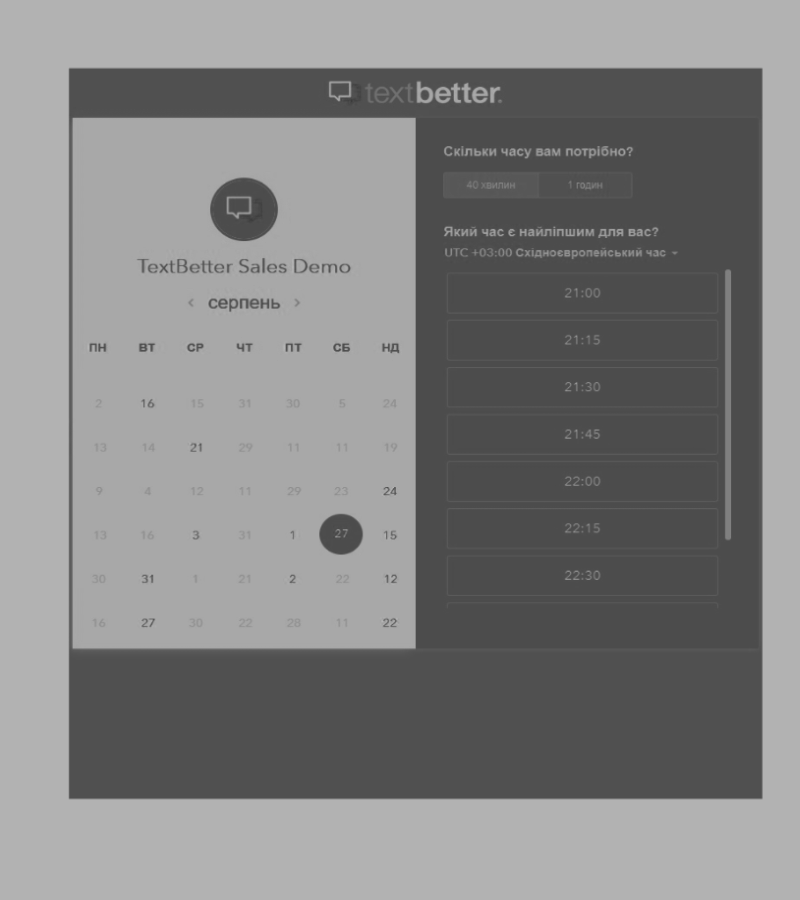 textbetter.
TextBetter Sales Demo
< серпень >
ПН ВТ СР ЧТ ПТ СБ НД
2 16 15 31 30 5 24
13 14 21 29 11 11 19
9 4 12 11 29 23 24
13 16 3 31 1 27 15
30 31 1 21 2 22 12
16 27 30 22 28 11 22
Скільки часу вам потрібно?
40 хвилин 1 годин
Який час є найліпшим для вас?
UTC +03:00 Східноєвропейський час
21:00
21:15
21:30
21:45
22:00
22:15
22:30